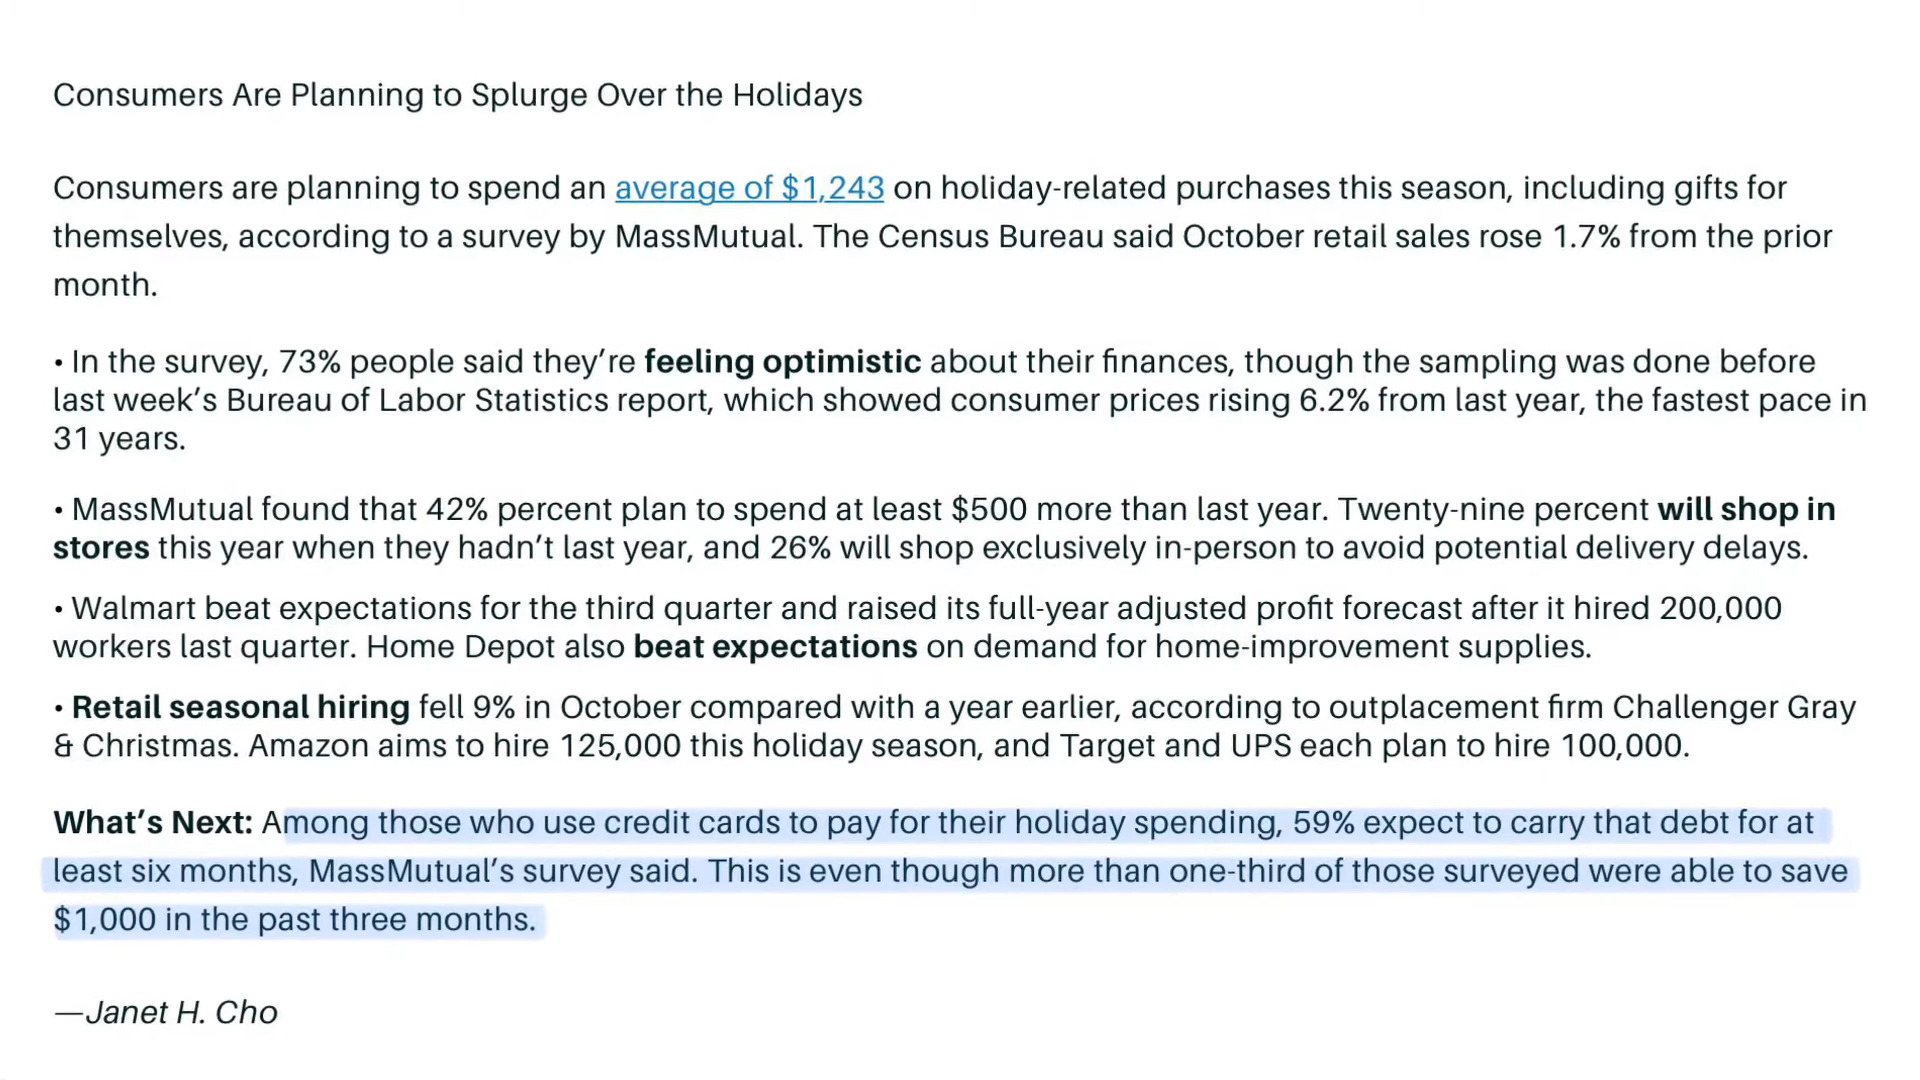 Consumers Are Planning to Splurge Over the Holidays
Consumers are planning to spend an average of $1,243 on holiday-related purchases this season, including gifts for
themselves, according to a survey by MassMutual. The Census Bureau said October retail sales rose 1.7% from the prior
month.
• In the survey, 73% people said they’re feeling optimistic about their finances, though the sampling was done before
last week’s Bureau of Labor Statistics report, which showed consumer prices rising 6.2% from last year, the fastest pace in
31 years.
• MassMutual found that 42% percent plan to spend at least $500 more than last year. Twenty-nine percent will shop in
stores this year when they hadn’t last year, and 26% will shop exclusively in-person to avoid potential delivery delays.
• Walmart beat expectations for the third quarter and raised its full-year adjusted profit forecast after it hired 200,000
workers last quarter. Home Depot also beat expectations on demand for home-improvement supplies.
• Retail seasonal hiring fell 9% in October compared with a year earlier, according to outplacement firm Challenger Gray
& Christmas. Amazon aims to hire 125,000 this holiday season, and Target and UPS each plan to hire 100,000.
What’s Next: Among those who use credit cards to pay for their holiday spending, 59% expect to carry that debt for at
least six months, MassMutual’s survey said. This is even though more than one-third of those surveyed were able to save
$1,000 in the past three months.
—Janet H. Cho